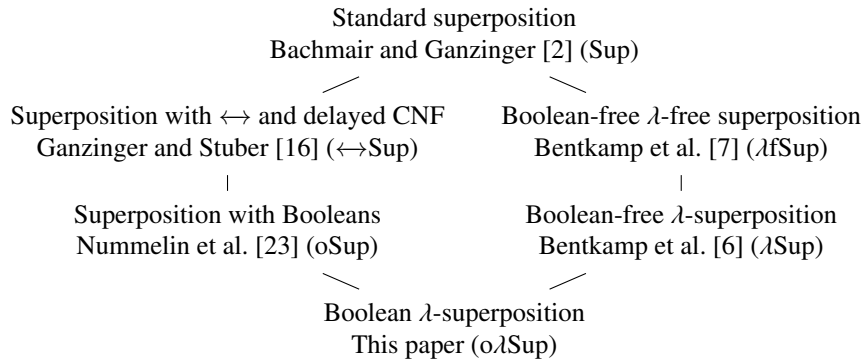 Standard superposition
Bachmair and Ganzinger [2] (Sup)
Superposition with ↔ and delayed CNF
Ganzinger and Stuber [16] (↔Sup)
Boolean-free λ-free superposition
Bentkamp et al. [7] (λfSup)
Superposition with Booleans
Nummelin et al. [23] (oSup)
Boolean-free λ-superposition
Bentkamp et al. [6] (λSup)
Boolean λ-superposition
This paper (oλSup)